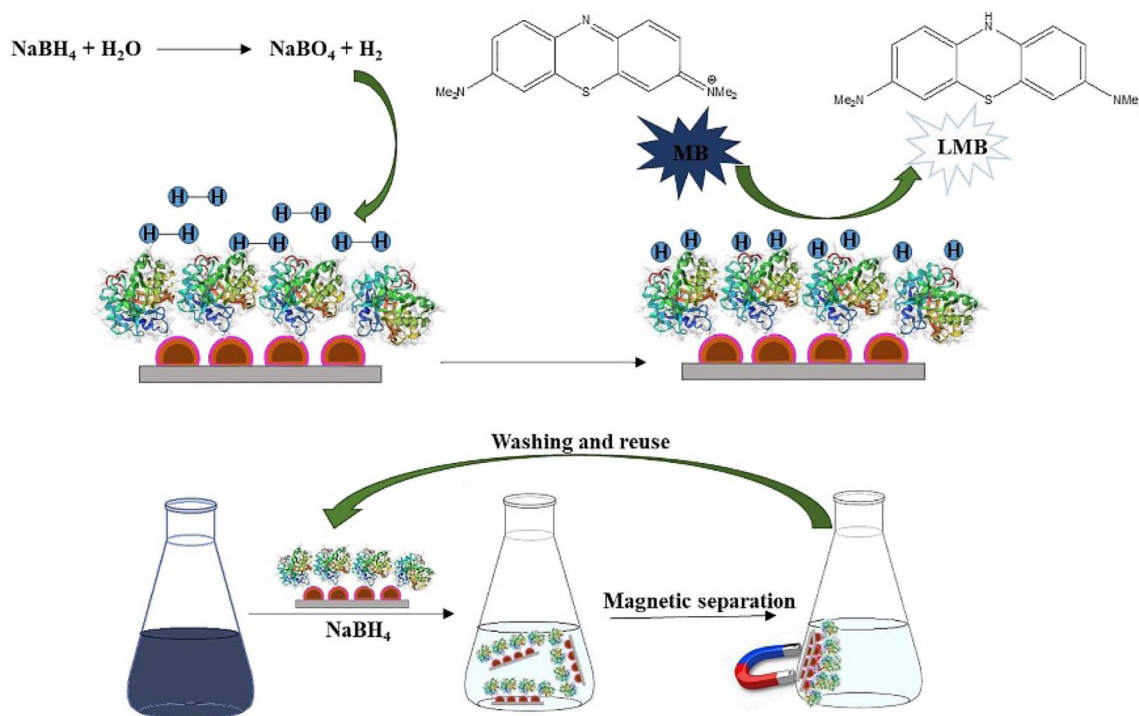 NaBH₄ + H₂O NaBO₄ + H₂
N
Me₂N S NMe₂
⊕
H
N
Me₂N S NMe
MB LMB
H H
H H
H H H H H H
H H H H H H H H
Washing and reuse
NaBH₄
Magnetic separation